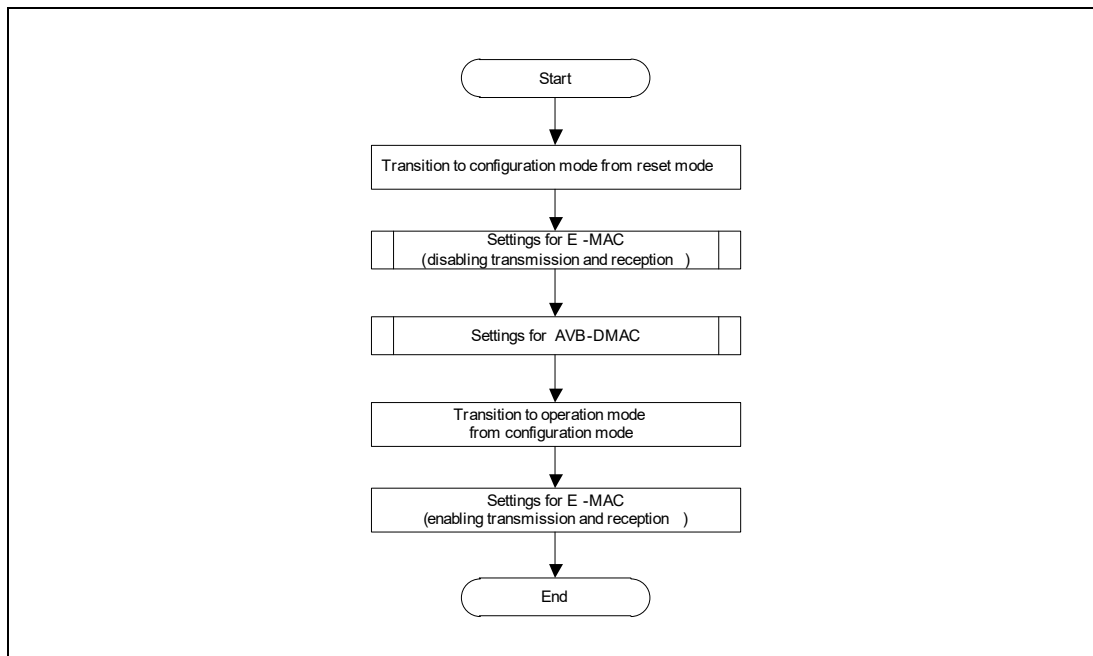 Start
Transition to configuration mode from reset mode
Settings for E -MAC
(disabling transmission and reception )
Settings for AVB-DMAC
Transition to operation mode
from configuration mode
Settings for E -MAC
(enabling transmission and reception )
End